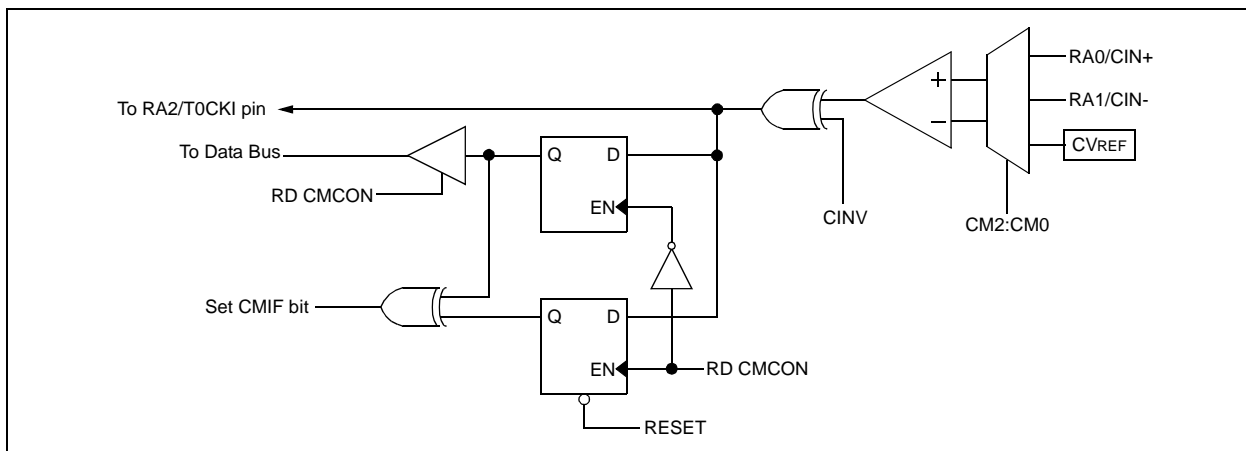 RA0/CIN+
To RA2/T0CKI pin
RA1/CIN-
To Data Bus
Q D
CVREF
RD CMCON
EN
CINV
CM2:CM0
Set CMIF bit
Q D
EN
RD CMCON
RESET